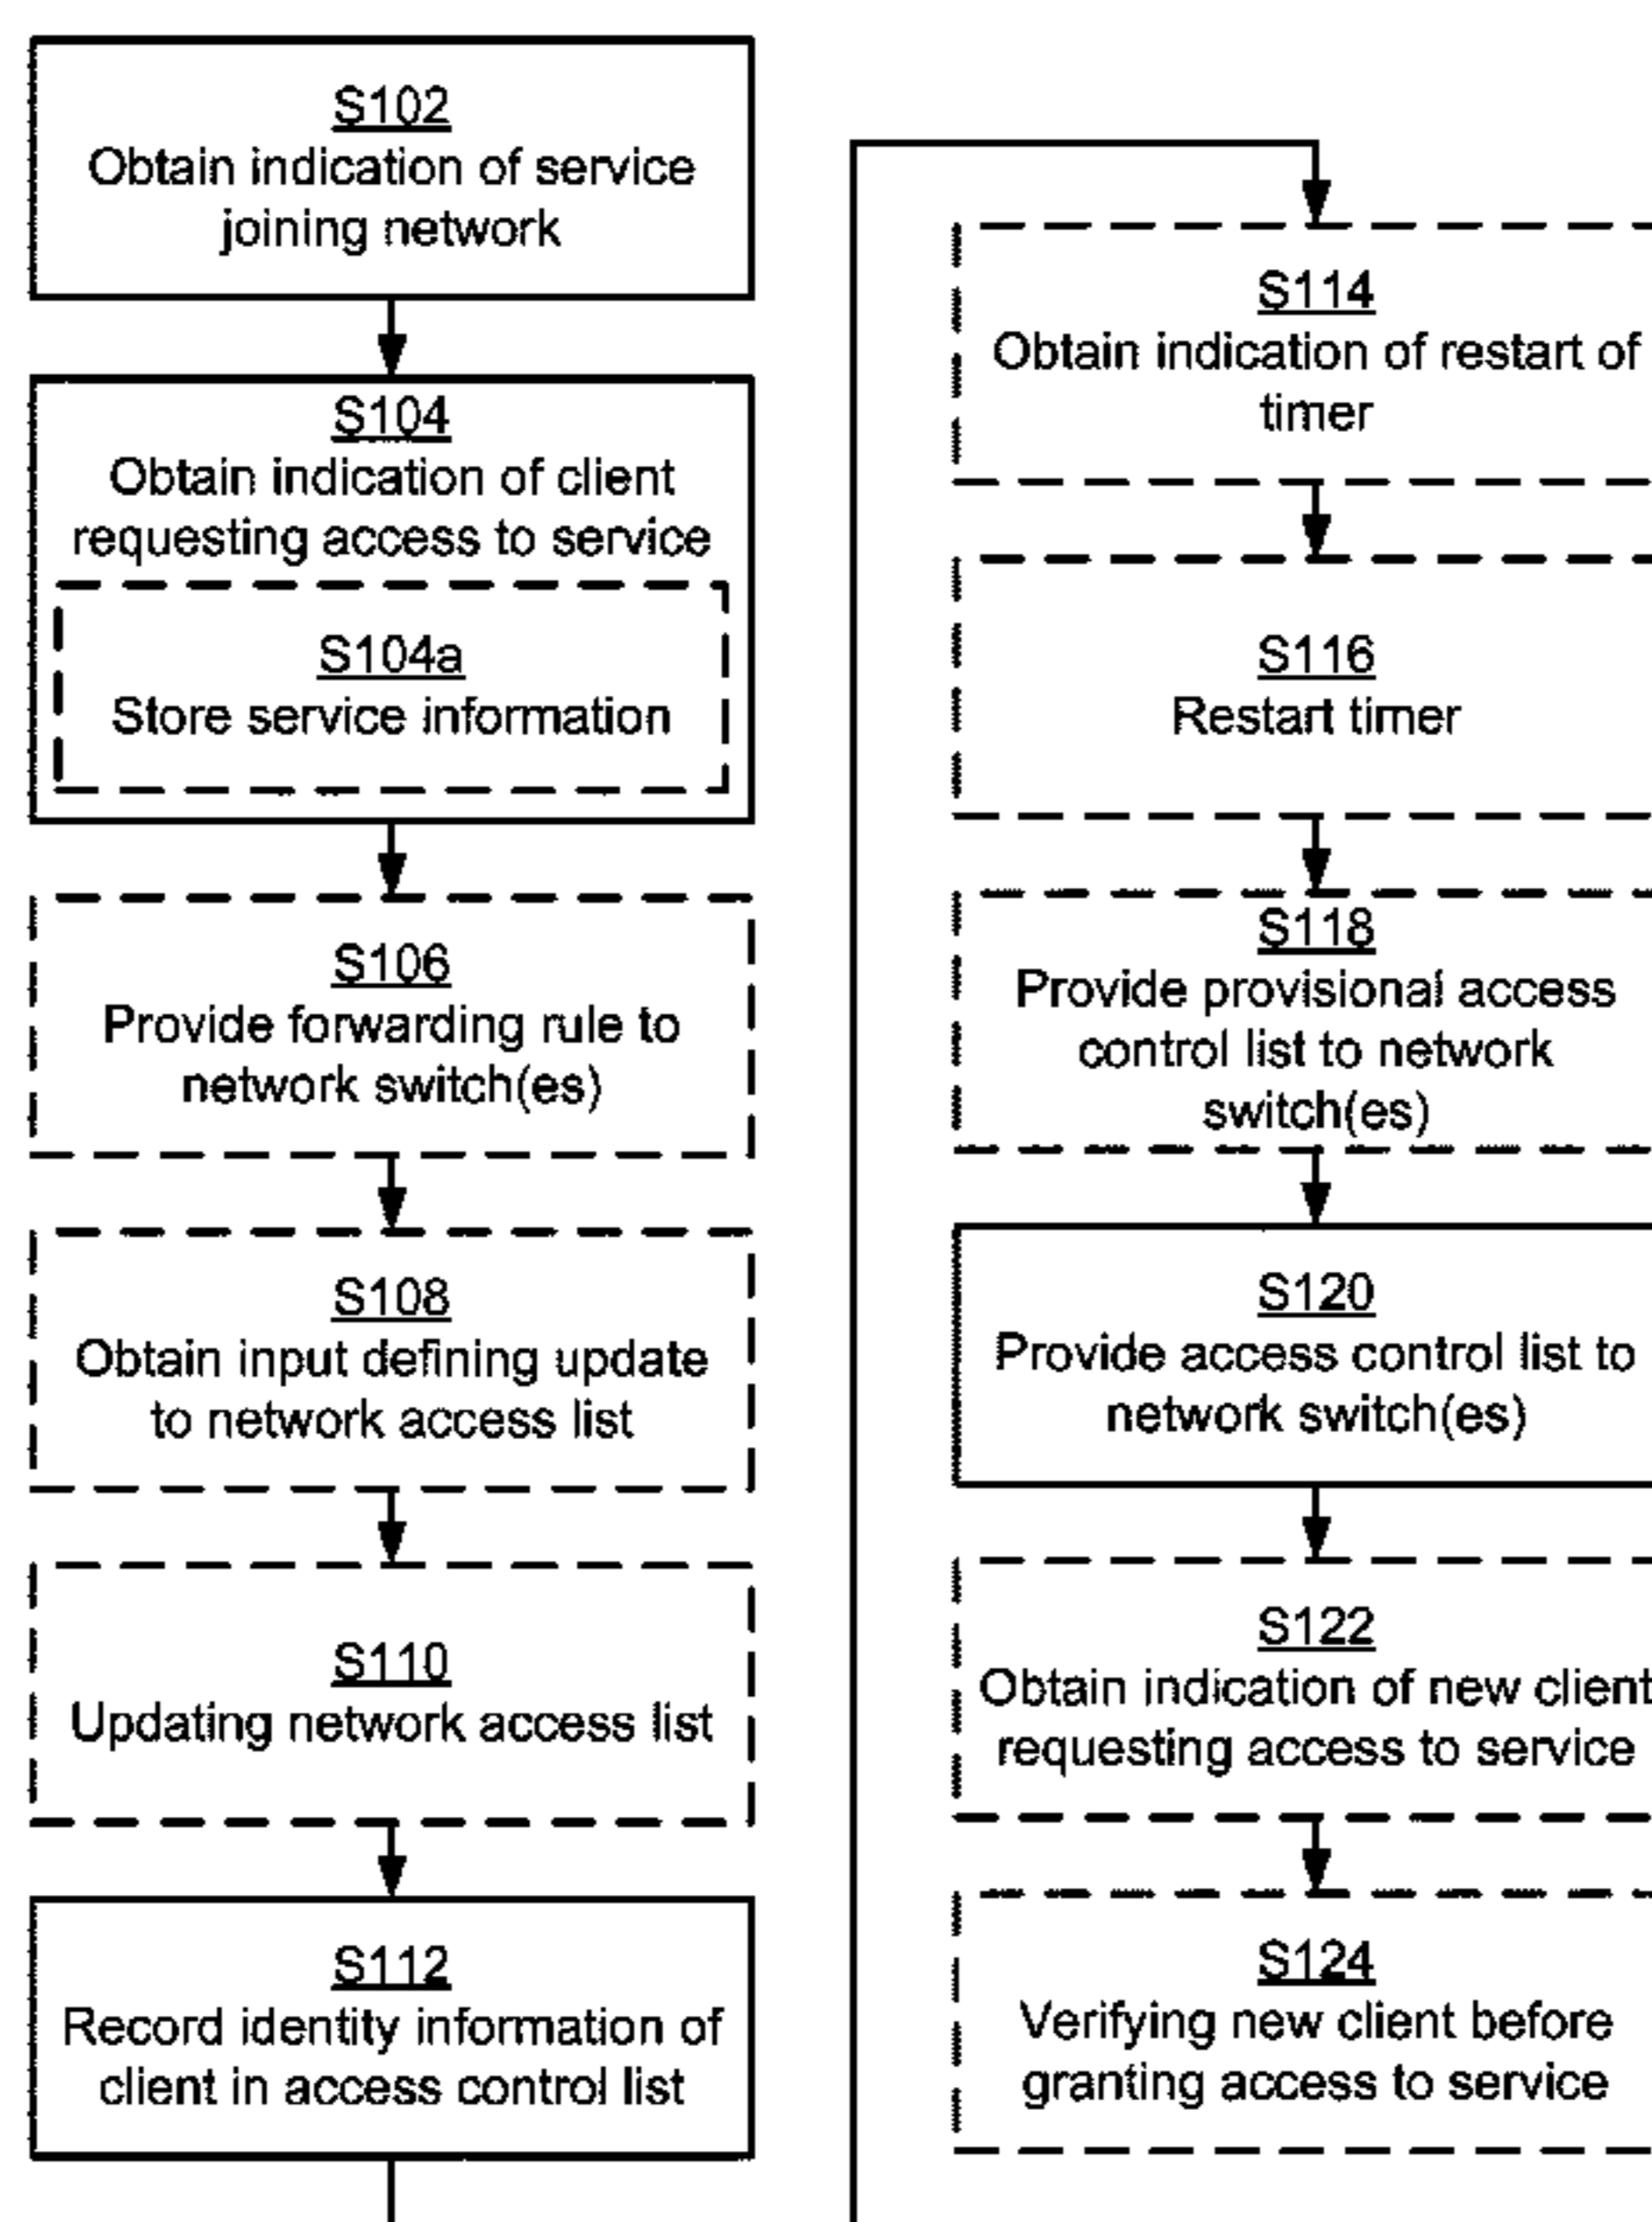 S102
Obtain indication of service
joining network
S104
Obtain indication of client
requesting access to service
S104a
Store service information
S106
Provide forwarding rule to
network switch(es)
S108
Obtain input defining update
to network access list
S110
Updating network access list
S112
Record identity information of
client in access control list
S114
Obtain indication of restart of
timer
S116
Restart timer
S118
Provide provisional access
control list to network
switch(es)
S120
Provide access control list to
network switch(es)
S122
Obtain indication of new client
requesting access to service
S124
Verifying new client before
granting access to service